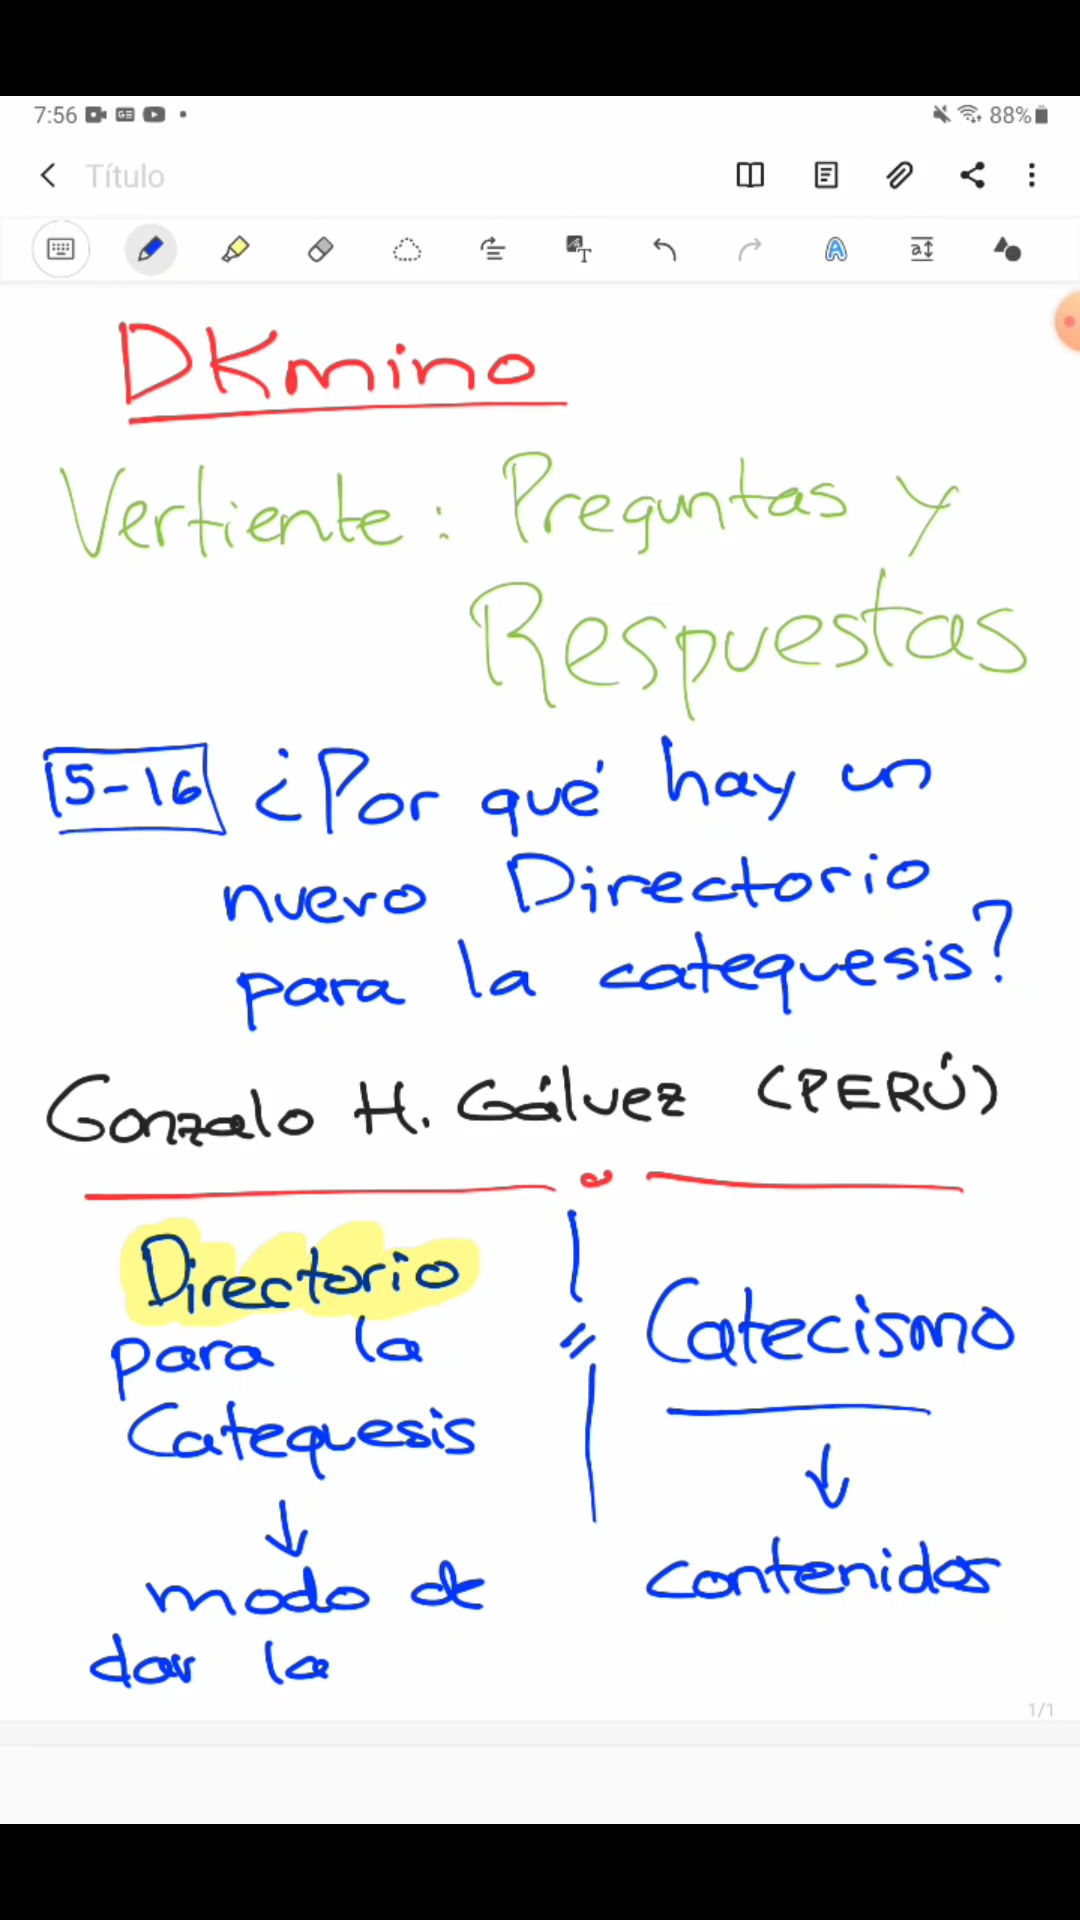 7:56
88%
Título
DKmino
Vertiente: Preguntas y
Respuestas
15-16 ¿Por qué hay un
nuevo Directorio
para la catequesis?
Gonzalo H. Gálvez (PERÚ)
Directorio
para la
Catequesis
modo de
dar la
Catecismo
contenidos
1/1